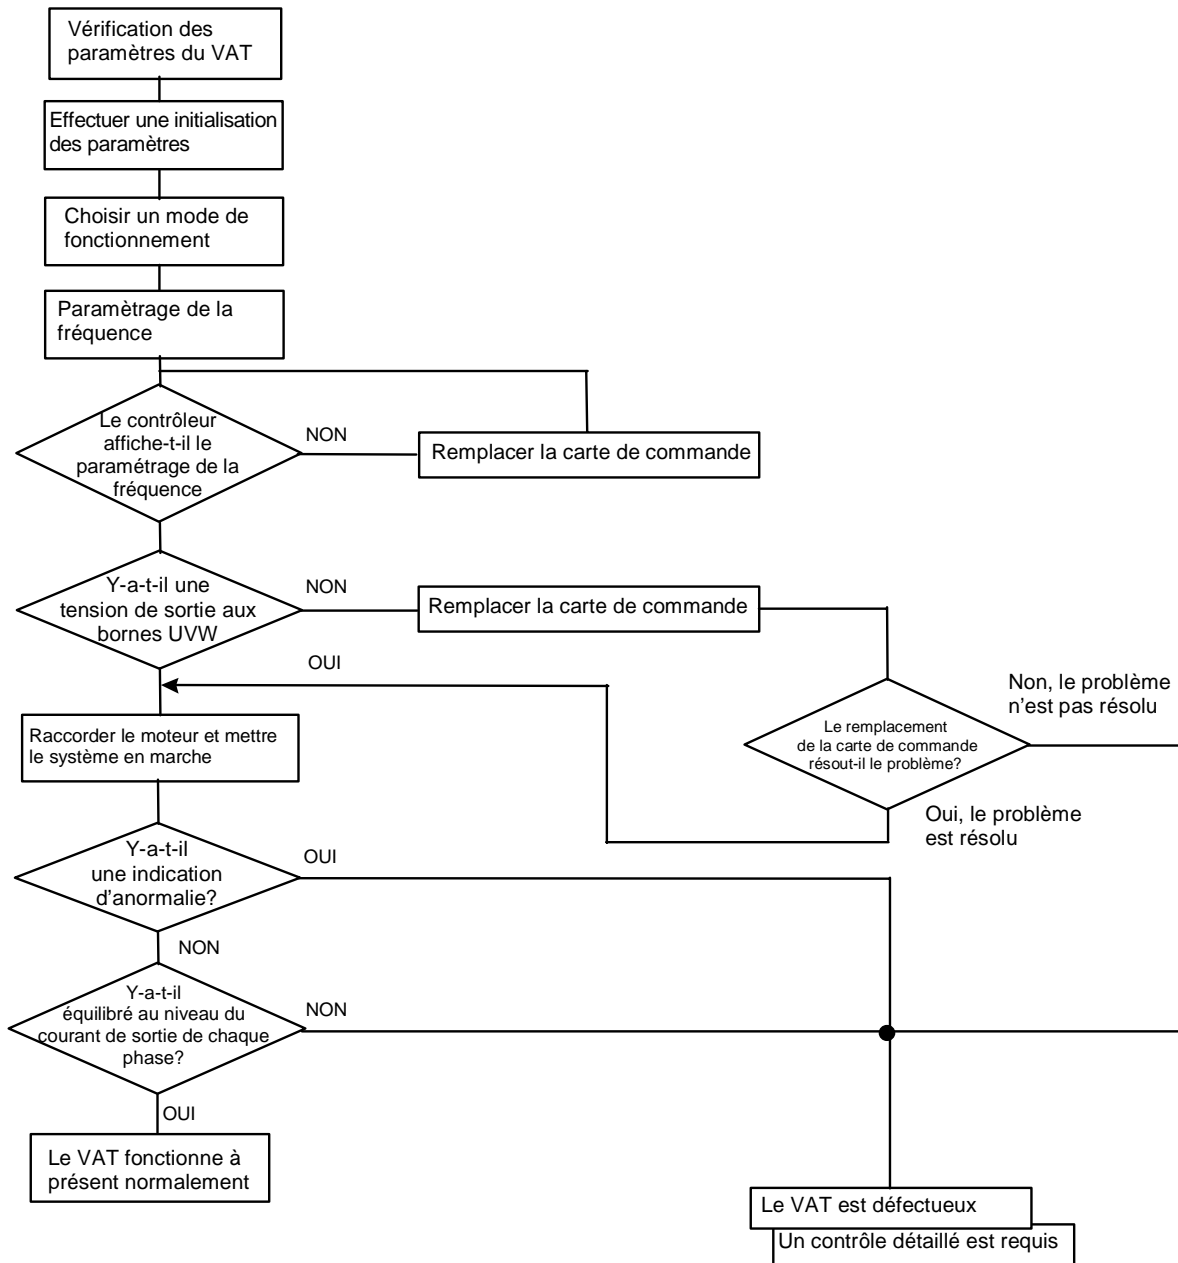 Vérification des
paramètres du VAT
Effectuer une initialisation
des paramètres
Choisir un mode de
fonctionnement
Paramètrage de la
fréquence
Le contrôleur
affiche-t-il le
paramétrage de la
fréquence
NON
Remplacer la carte de commande
Y-a-t-il une
tension de sortie aux
bornes UVW
NON
Remplacer la carte de commande
OUI
Le remplacement
de la carte de commande
résout-il le problème?
Non, le problème
n'est pas résolu
Oui, le problème
est résolu
Raccorder le moteur et mettre
le système en marche
Y-a-t-il
une indication
d'anormalie?
OUI
NON
Y-a-t-il
équilibré au niveau du
courant de sortie de chaque
phase?
NON
OUI
Le VAT fonctionne à
présent normalement
Le VAT est défectueux
Un contrôle détaillé est requis